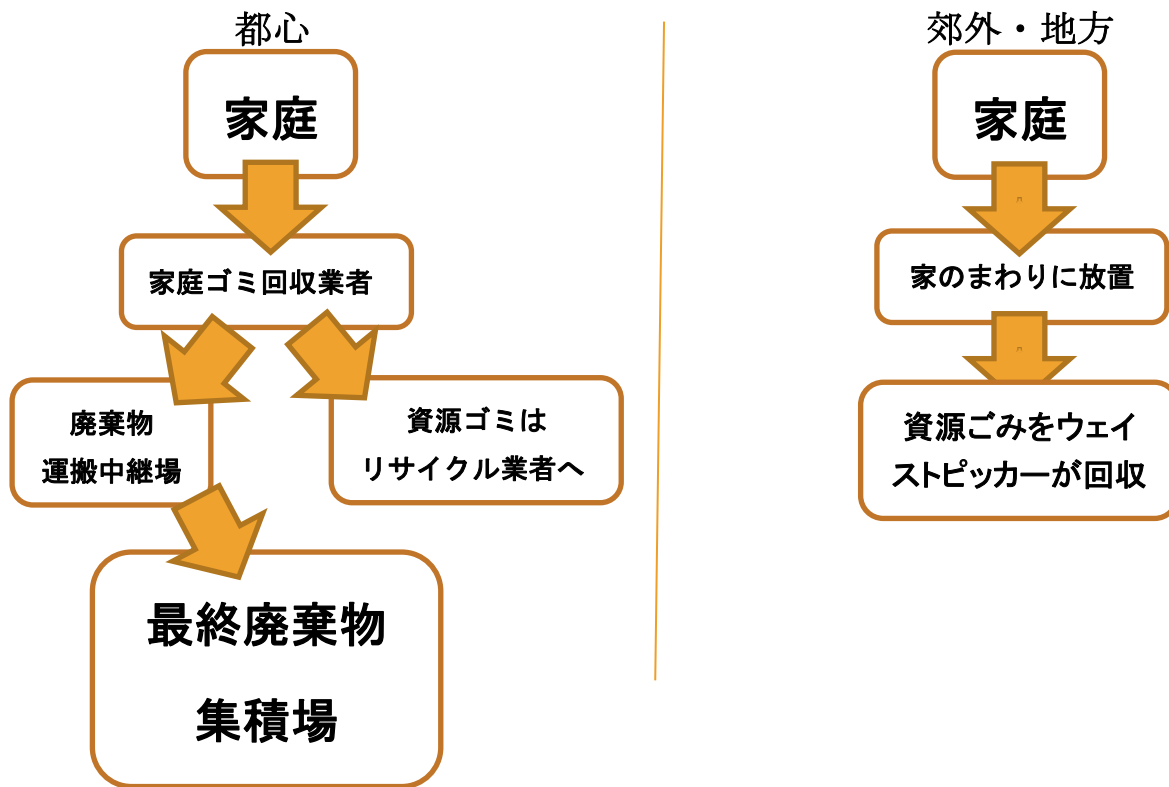 都心
家庭
家庭ゴミ回収業者
廃棄物
運搬中継場
資源ゴミは
リサイクル業者へ
最終廃棄物
集積場
郊外・地方
家庭
家のまわりに放置
資源ごみをウェイ
ストピッカーが回収